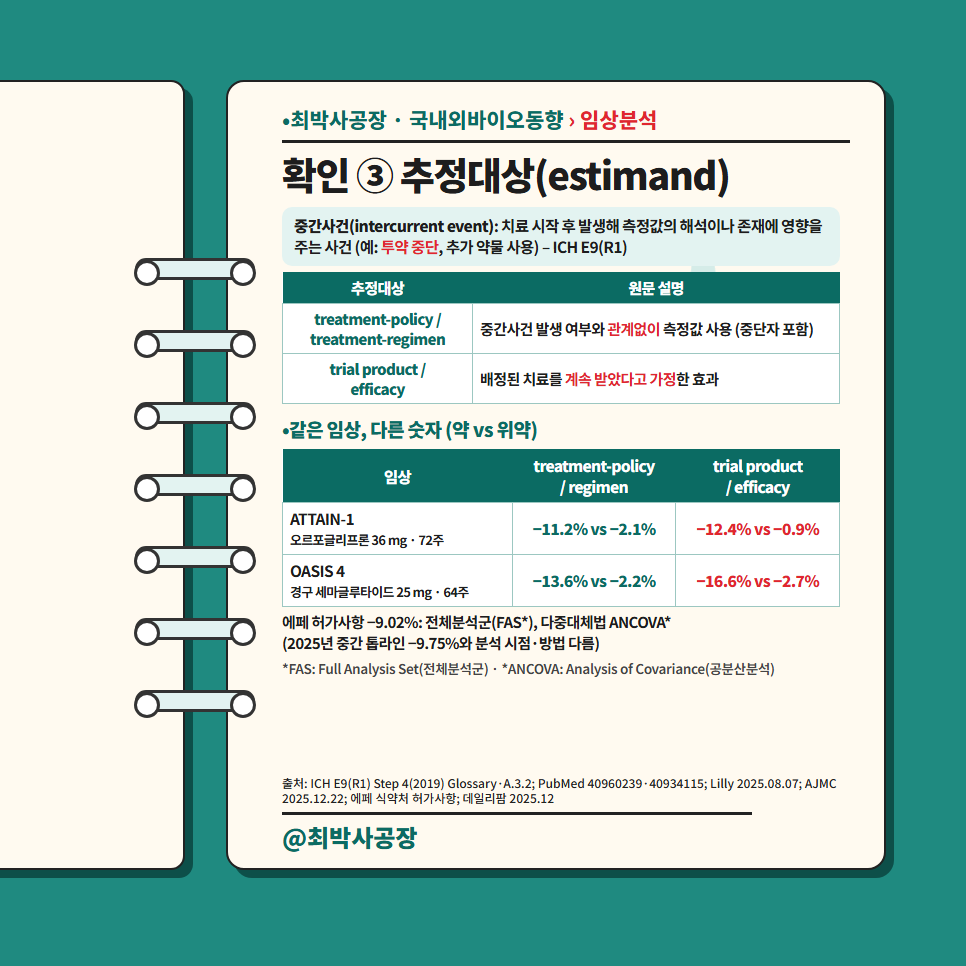 •최박사공장 · 국내외바이오동향 › 임상분석
확인 ③ 추정대상(estimand)
중간사건(intercurrent event): 치료 시작 후 발생해 측정값의 해석이나 존재에 영향을
주는 사건 (예: 투약 중단, 추가 약물 사용) – ICH E9(R1)
추정대상 원문 설명
treatment-policy /
treatment-regimen
중간사건 발생 여부와 관계없이 측정값 사용 (중단자 포함)
trial product /
efficacy
배정된 치료를 계속 받았다고 가정한 효과
•같은 임상, 다른 숫자 (약 vs 위약)
임상
treatment-policy
/ regimen
trial product
/ efficacy
ATTAIN-1
오르포글리프론 36 mg · 72주
−11.2% vs −2.1%
−12.4% vs −0.9%
OASIS 4
경구 세마글루타이드 25 mg · 64주
−13.6% vs −2.2%
−16.6% vs −2.7%
에페 허가사항 −9.02%: 전체분석군(FAS*), 다중대체법 ANCOVA*
(2025년 중간 톱라인 −9.75%와 분석 시점·방법 다름)
*FAS: Full Analysis Set(전체분석군) · *ANCOVA: Analysis of Covariance(공분산분석)
출처: ICH E9(R1) Step 4(2019) Glossary·A.3.2; PubMed 40960239·40934115; Lilly 2025.08.07; AJMC
2025.12.22; 에페 식약처 허가사항; 데일리팜 2025.12
@최박사공장